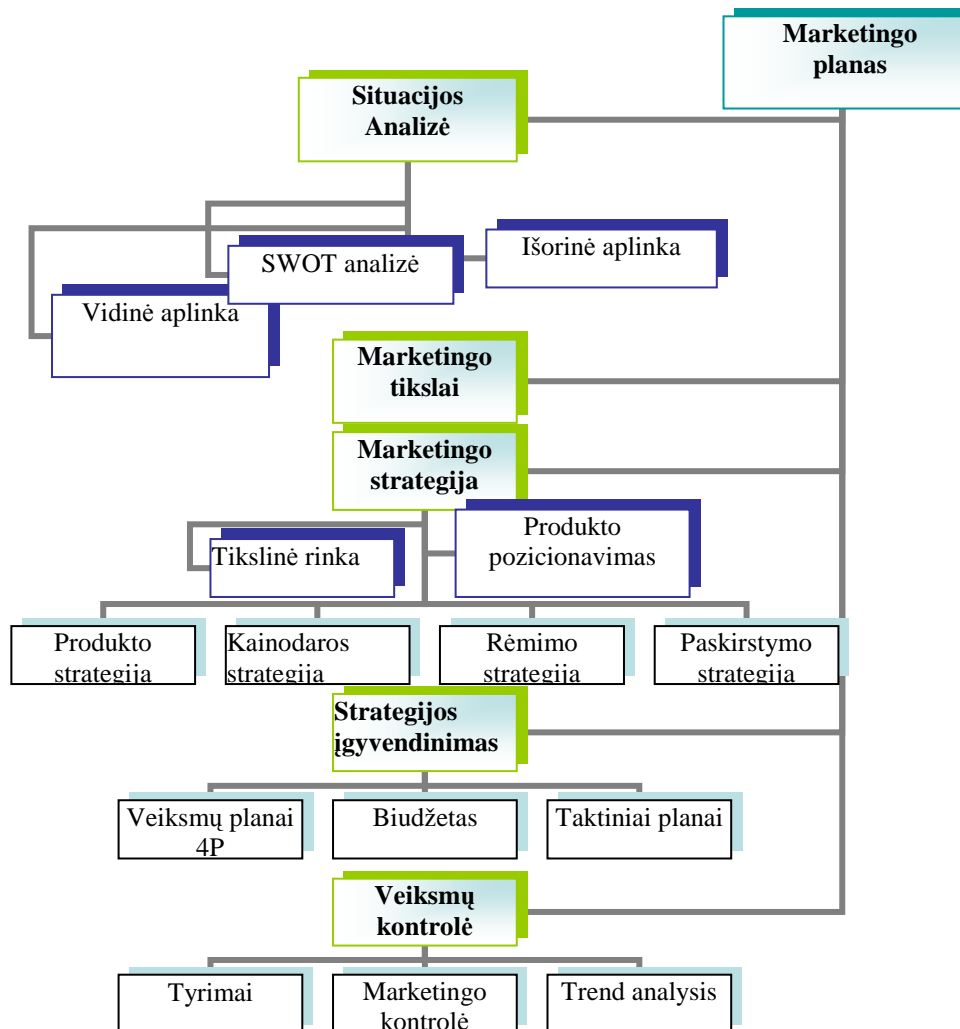 Marketingo
planas
Situacijos
Analizė
Išorinė aplinka
SWOT analizė
Vidinė aplinka
Marketingo
tikslai
Marketingo
strategija
Produkto
pozicionavimas
Tikslinė rinka
Produkto
strategija
Kainodaros
strategija
Rėmimo
strategija
Paskirstymo
strategija
Strategijos
įgyvendinimas
Veiksmų planai
4P
Biudžetas
Taktiniai planai
Veiksmų
kontrolė
Tyrimai
Marketingo
kontrolė
Trend analysis